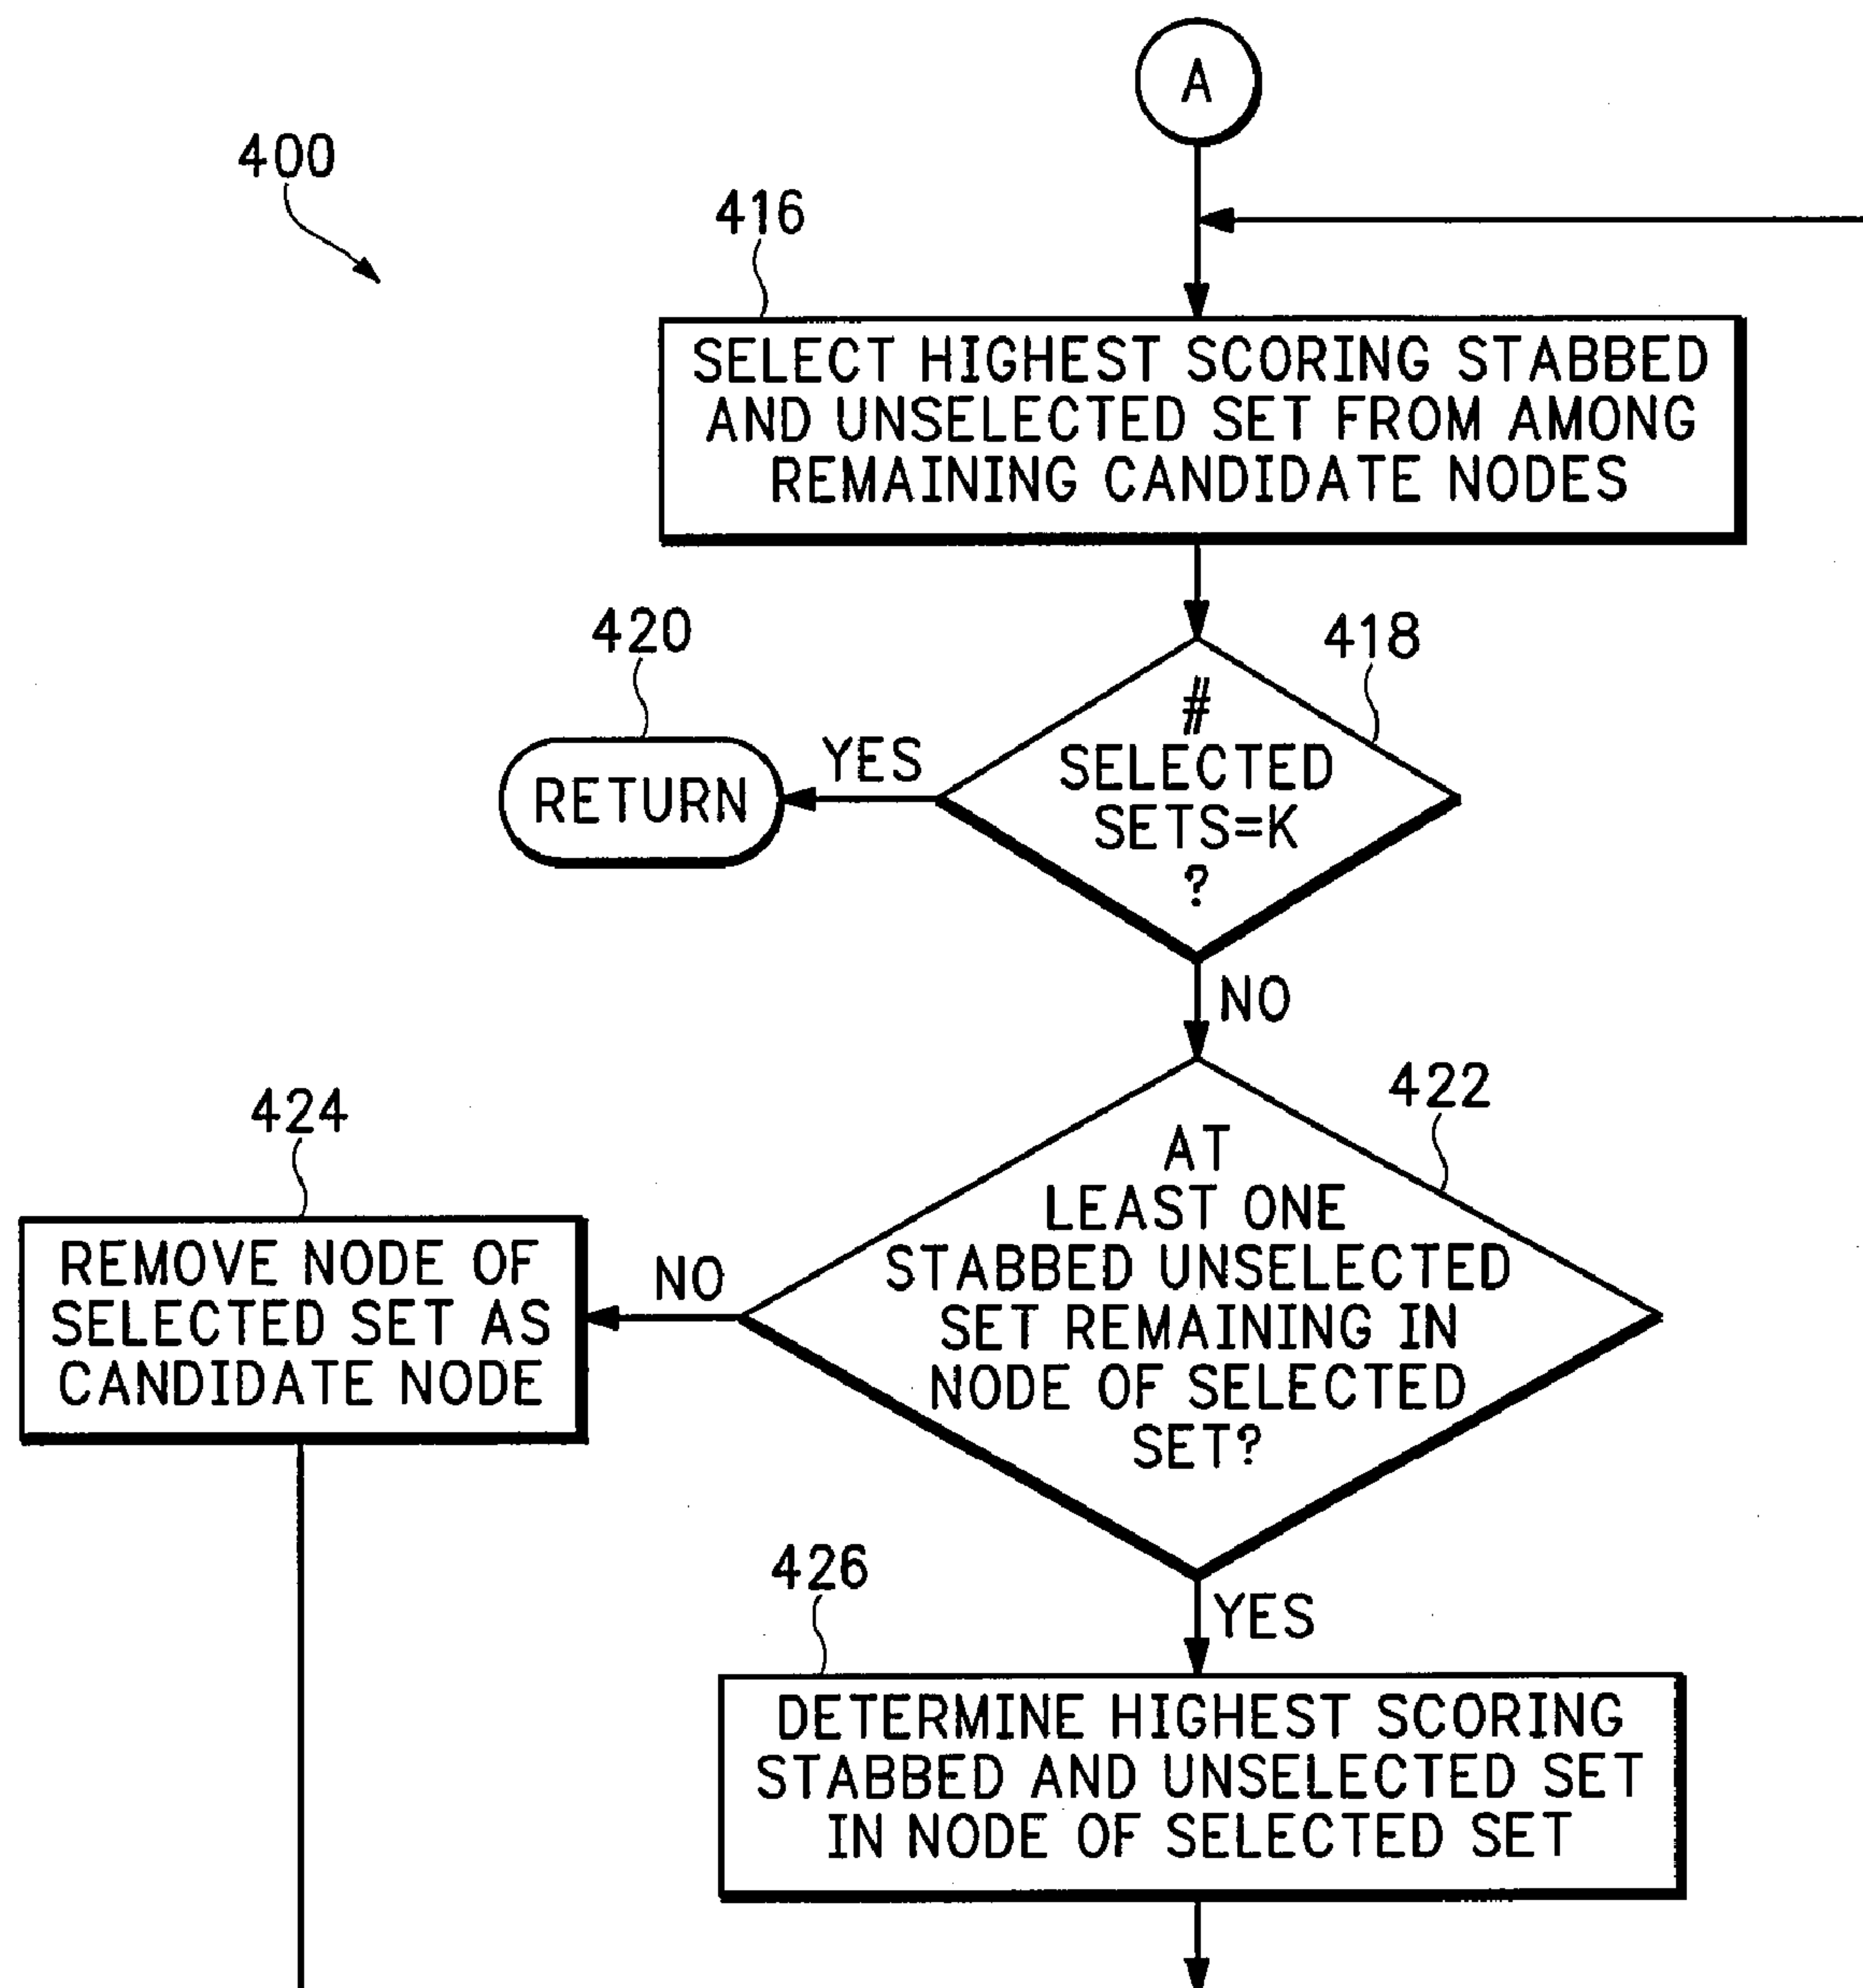 A
400
416
SELECT HIGHEST SCORING STABBED
AND UNSELECTED SET FROM AMONG
REMAINING CANDIDATE NODES
420
418
#
SELECTED
SETS=K
?
YES
RETURN
NO
422
424
AT
LEAST ONE
STABBED UNSELECTED
SET REMAINING IN
NODE OF SELECTED
SET?
NO
REMOVE NODE OF
SELECTED SET AS
CANDIDATE NODE
426
YES
DETERMINE HIGHEST SCORING
STABBED AND UNSELECTED SET
IN NODE OF SELECTED SET